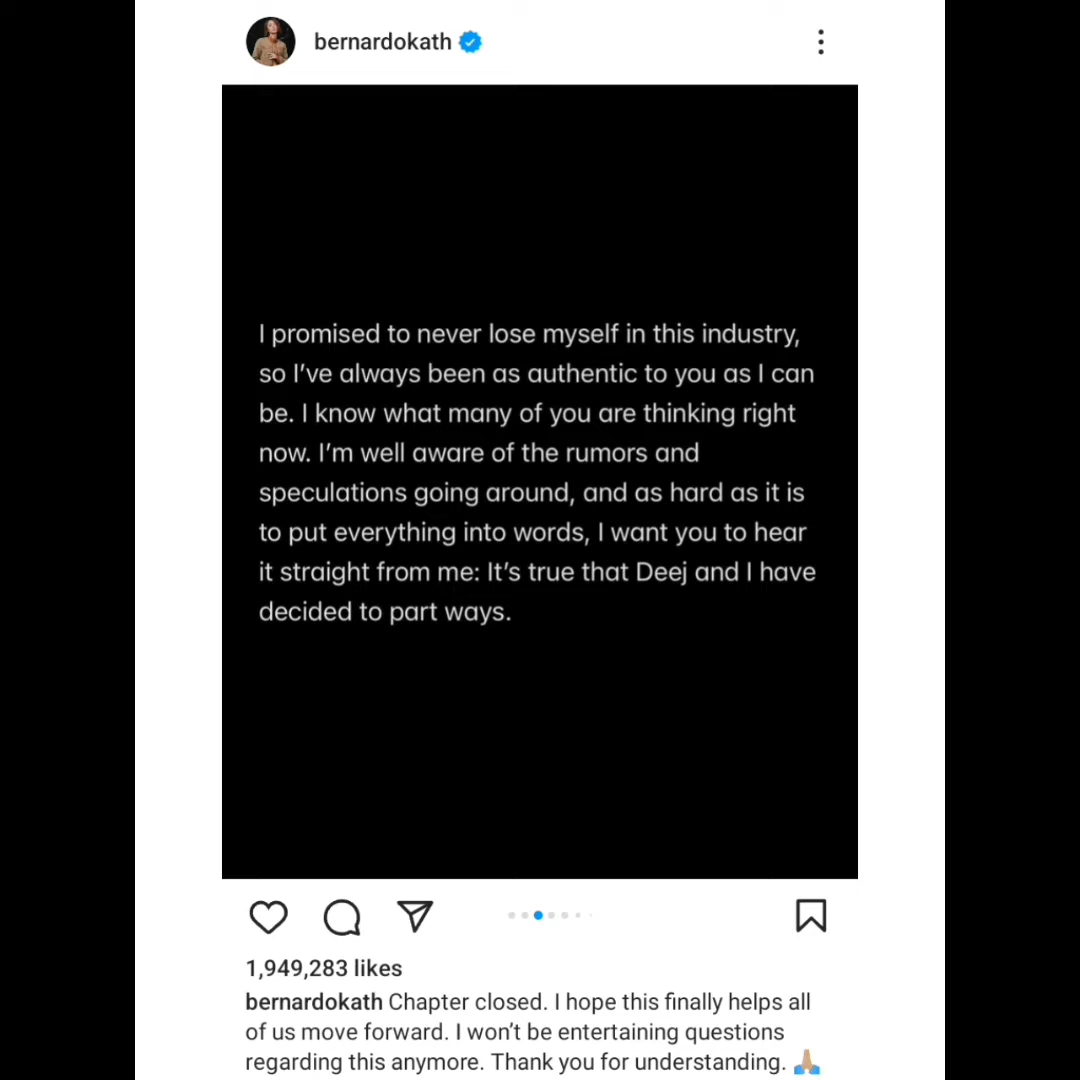 bernardokath
I promised to never lose myself in this industry,
so I've always been as authentic to you as I can
be. I know what many of you are thinking right
now. I'm well aware of the rumors and
speculations going around, and as hard as it is
to put everything into words, I want you to hear
it straight from me: It's true that Deej and I have
decided to part ways.
1,949,283 likes
bernardokath Chapter closed. I hope this finally helps all
of us move forward. I won't be entertaining questions
regarding this anymore. Thank you for understanding. 🙏🏽